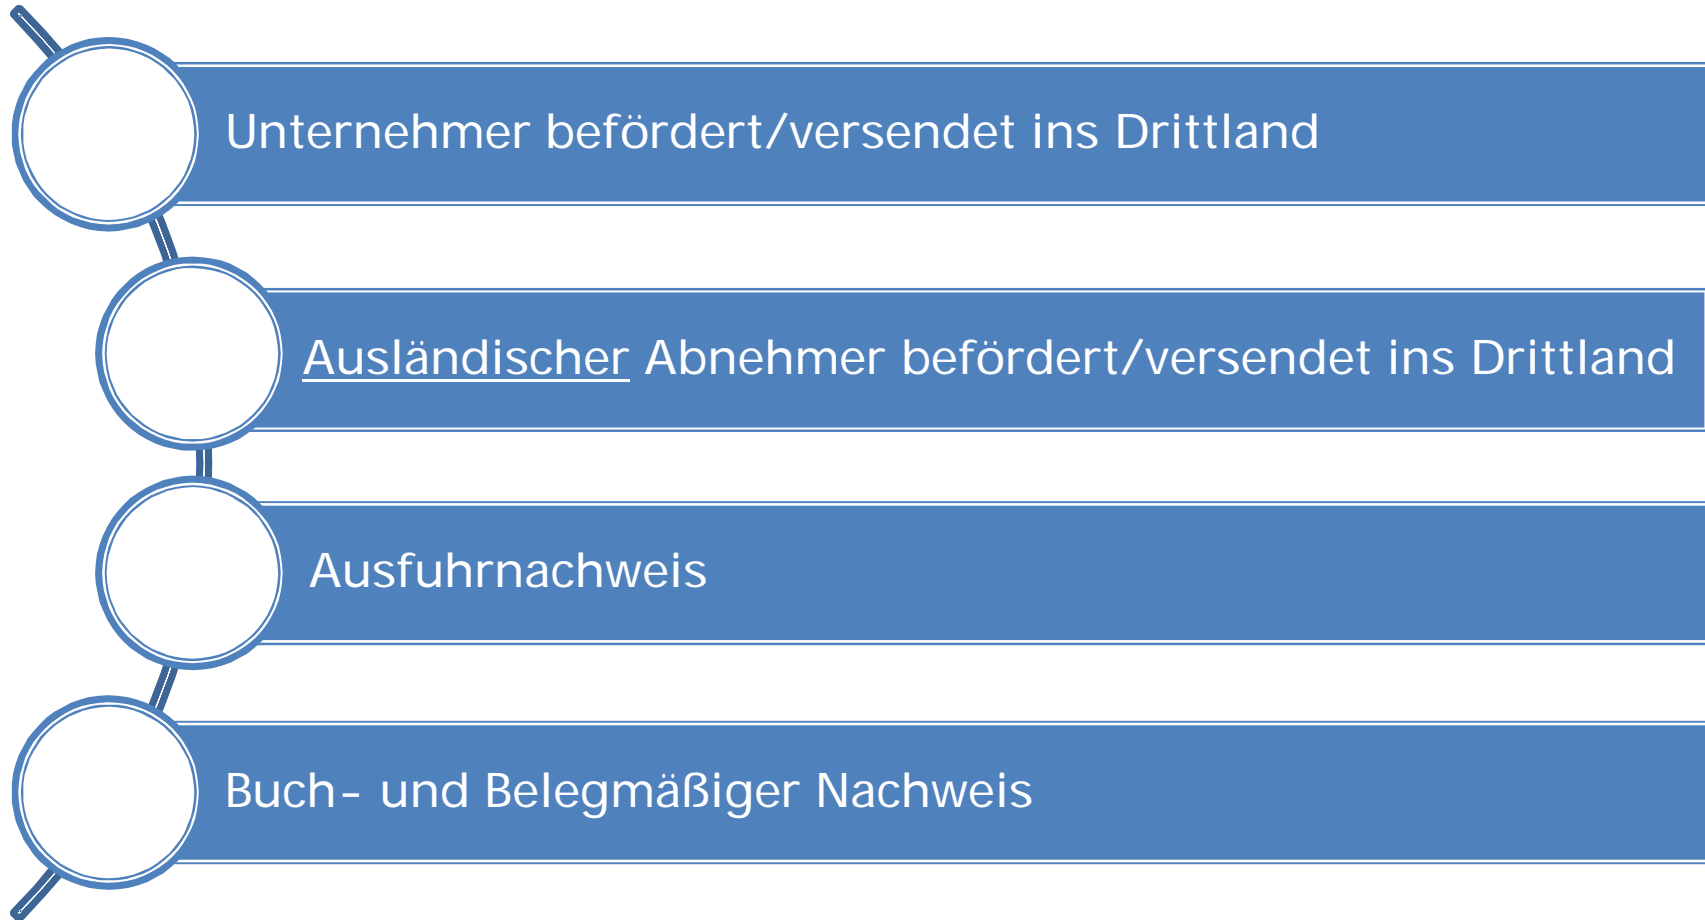 Unternehmer befördert/versendet ins Drittland
Ausländischer Abnehmer befördert/versendet ins Drittland
Ausfuhrnachweis
Buch- und Belegmäßiger Nachweis